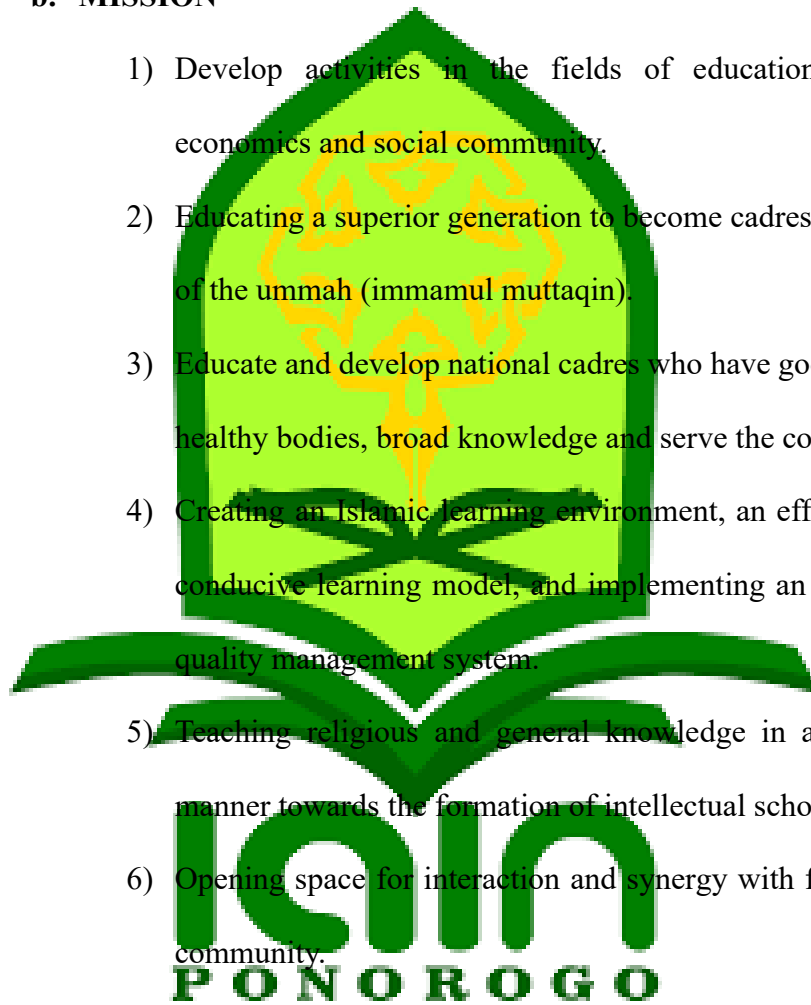 b. MISSION
1) Develop activities in the fields of education
economics and social community.
2) Educating a superior generation to become cadres
of the ummah (immamul muttaqin).
3) Educate and develop national cadres who have
healthy bodies, broad knowledge and serve the
4) Creating an Islamic learning environment, an
conducive learning model, and implementing an
quality management system.
5) Teaching religious and general knowledge in
manner towards the formation of intellectual
6) Opening space for interaction and synergy with
community.
iain
PONOROGO